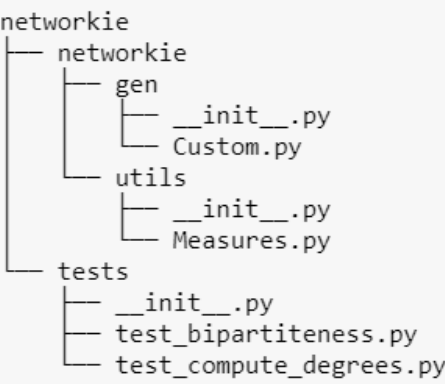 networkie
├── networkie
│   ├── gen
│   │   ├── __init__.py
│   │   └── Custom.py
│   └── utils
│       ├── __init__.py
│       └── Measures.py
└── tests
    ├── __init__.py
    ├── test_bipartiteness.py
    └── test_compute_degrees.py